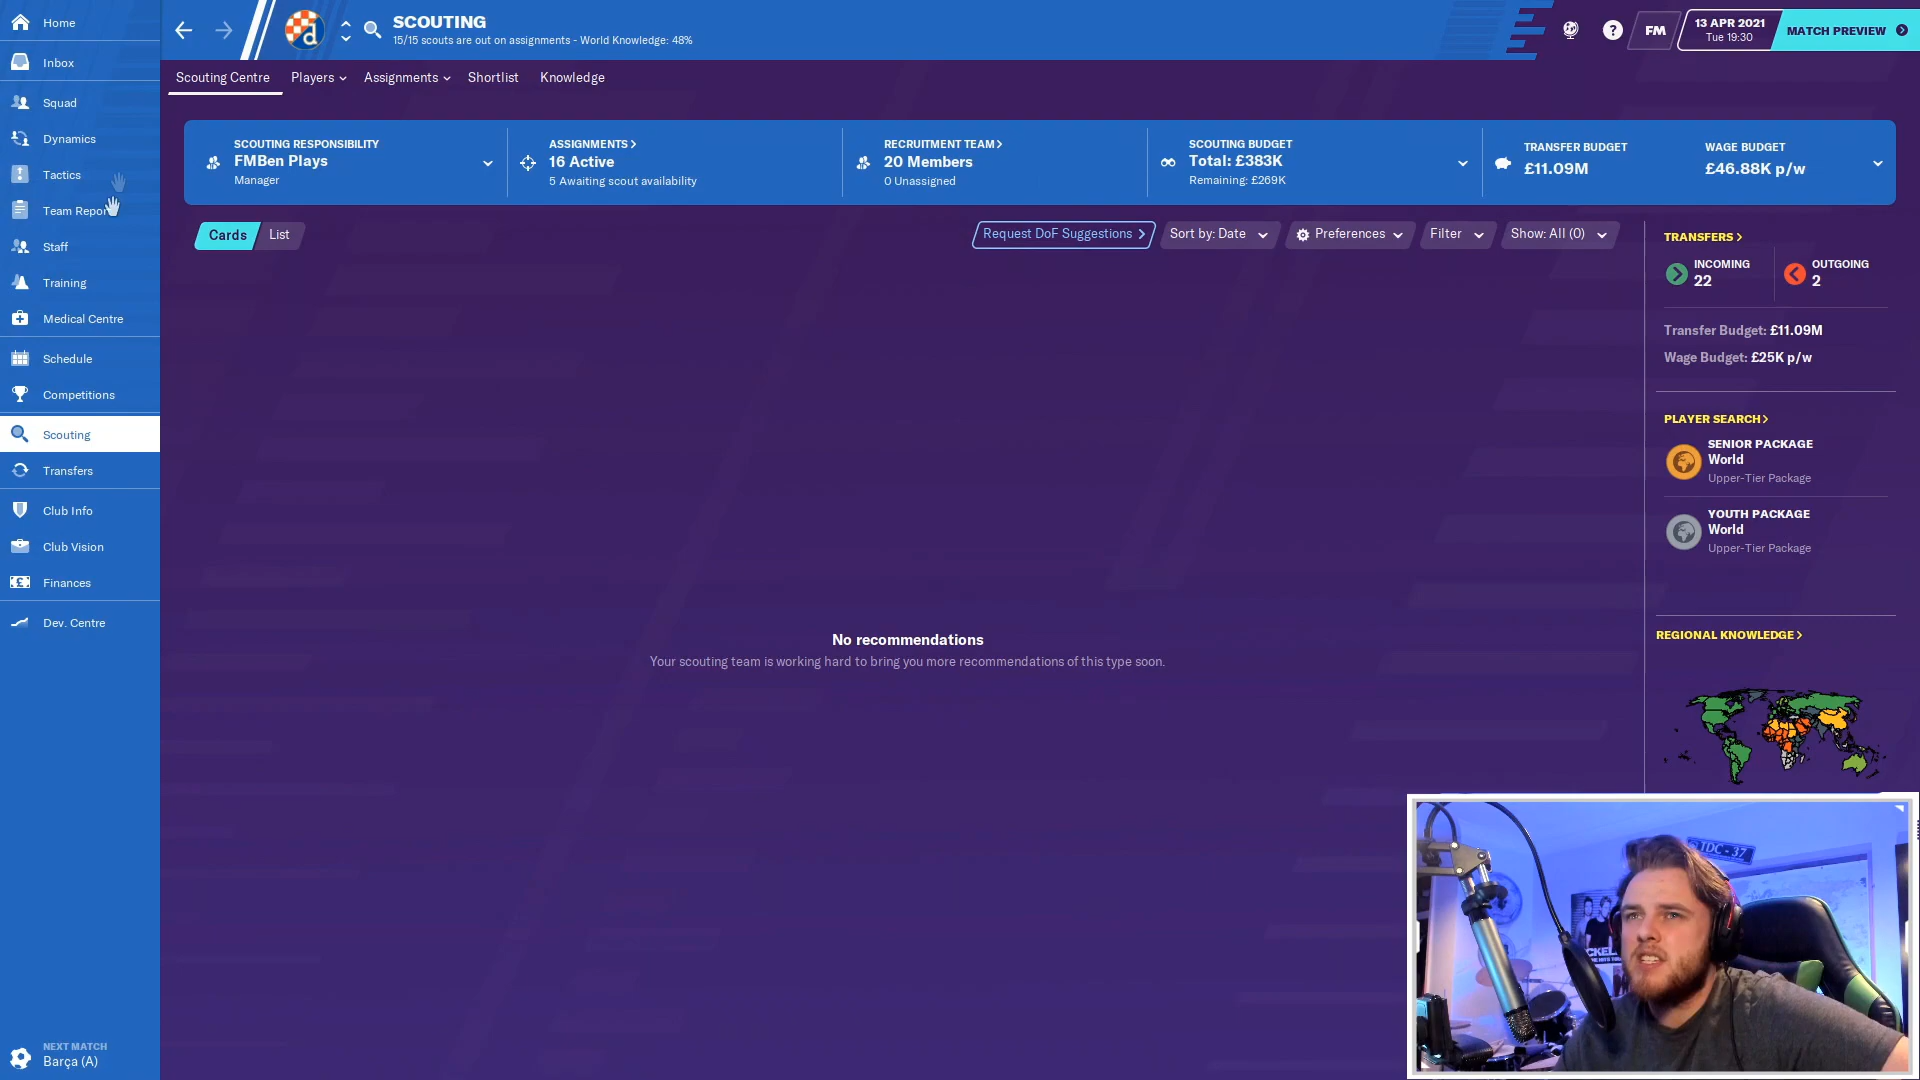 Home
Inbox
Squad
Dynamics
Tactics
Team Repor
Staff
Training
Medical Centre
Schedule
Competitions
Scouting
Transfers
Club Info
Club Vision
Finances
Dev. Centre
NEXT MATCH
Barça (A)
SCOUTING
15/15 scouts are out on assignments - World Knowledge: 48%
FM
13 APR 2021
Tue 19:30
MATCH PREVIEW
Scouting Centre
Players
Assignments
Shortlist
Knowledge
SCOUTING RESPONSIBILITY
FMBen Plays
Manager
ASSIGNMENTS
16 Active
5 Awaiting scout availability
RECRUITMENT TEAM
20 Members
0 Unassigned
SCOUTING BUDGET
Total: £383K
Remaining: £269K
TRANSFER BUDGET
£11.09M
WAGE BUDGET
£46.88K p/w
Cards
List
Request DoF Suggestions
Sort by: Date
Preferences
Filter
Show: All (0)
No recommendations
Your scouting team is working hard to bring you more recommendations of this type soon.
TRANSFERS
INCOMING
22
OUTGOING
2
Transfer Budget: £11.09M
Wage Budget: £25K p/w
PLAYER SEARCH
SENIOR PACKAGE
World
Upper-Tier Package
YOUTH PACKAGE
World
Upper-Tier Package
REGIONAL KNOWLEDGE
TDC - 37